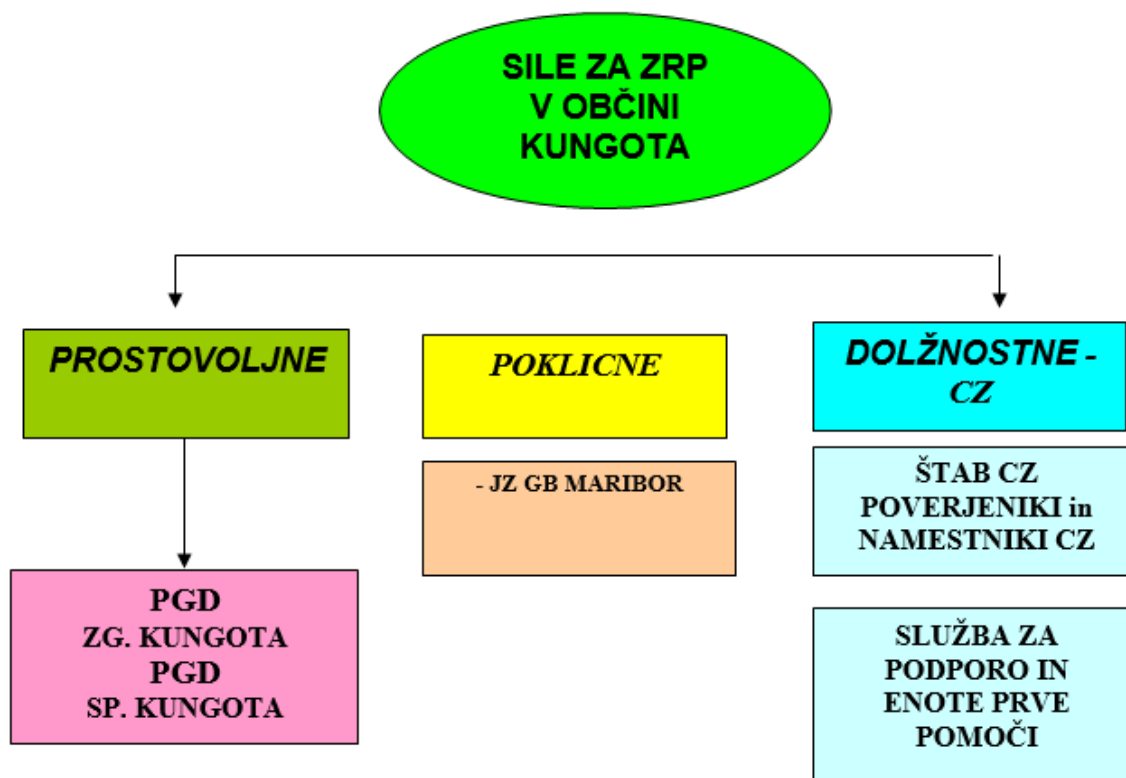 SILE ZA ZRP
V OBČINI
KUNGOTA
PROSTOVOLJNE
PGD
ZG. KUNGOTA
PGD
SP. KUNGOTA
POKLICNE
- JZ GB MARIBOR
DOLŽNOSTNE -
CZ
ŠTAB CZ
POVERJENIKI in
NAMESTNIKI CZ
SLUŽBA ZA
PODPORO IN
ENOTE PRVE
POMOČI